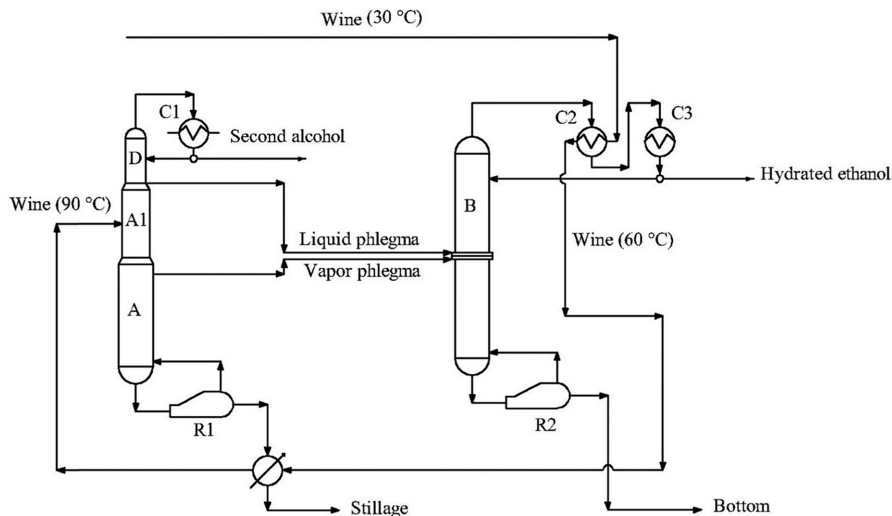 Wine (30 °C)
C1
C2
C3
Second alcohol
D
Hydrated ethanol
Wine (90 °C)
A1
B
Liquid phlegma
Wine (60 °C)
Vapor phlegma
A
R1
R2
Stillage
Bottom